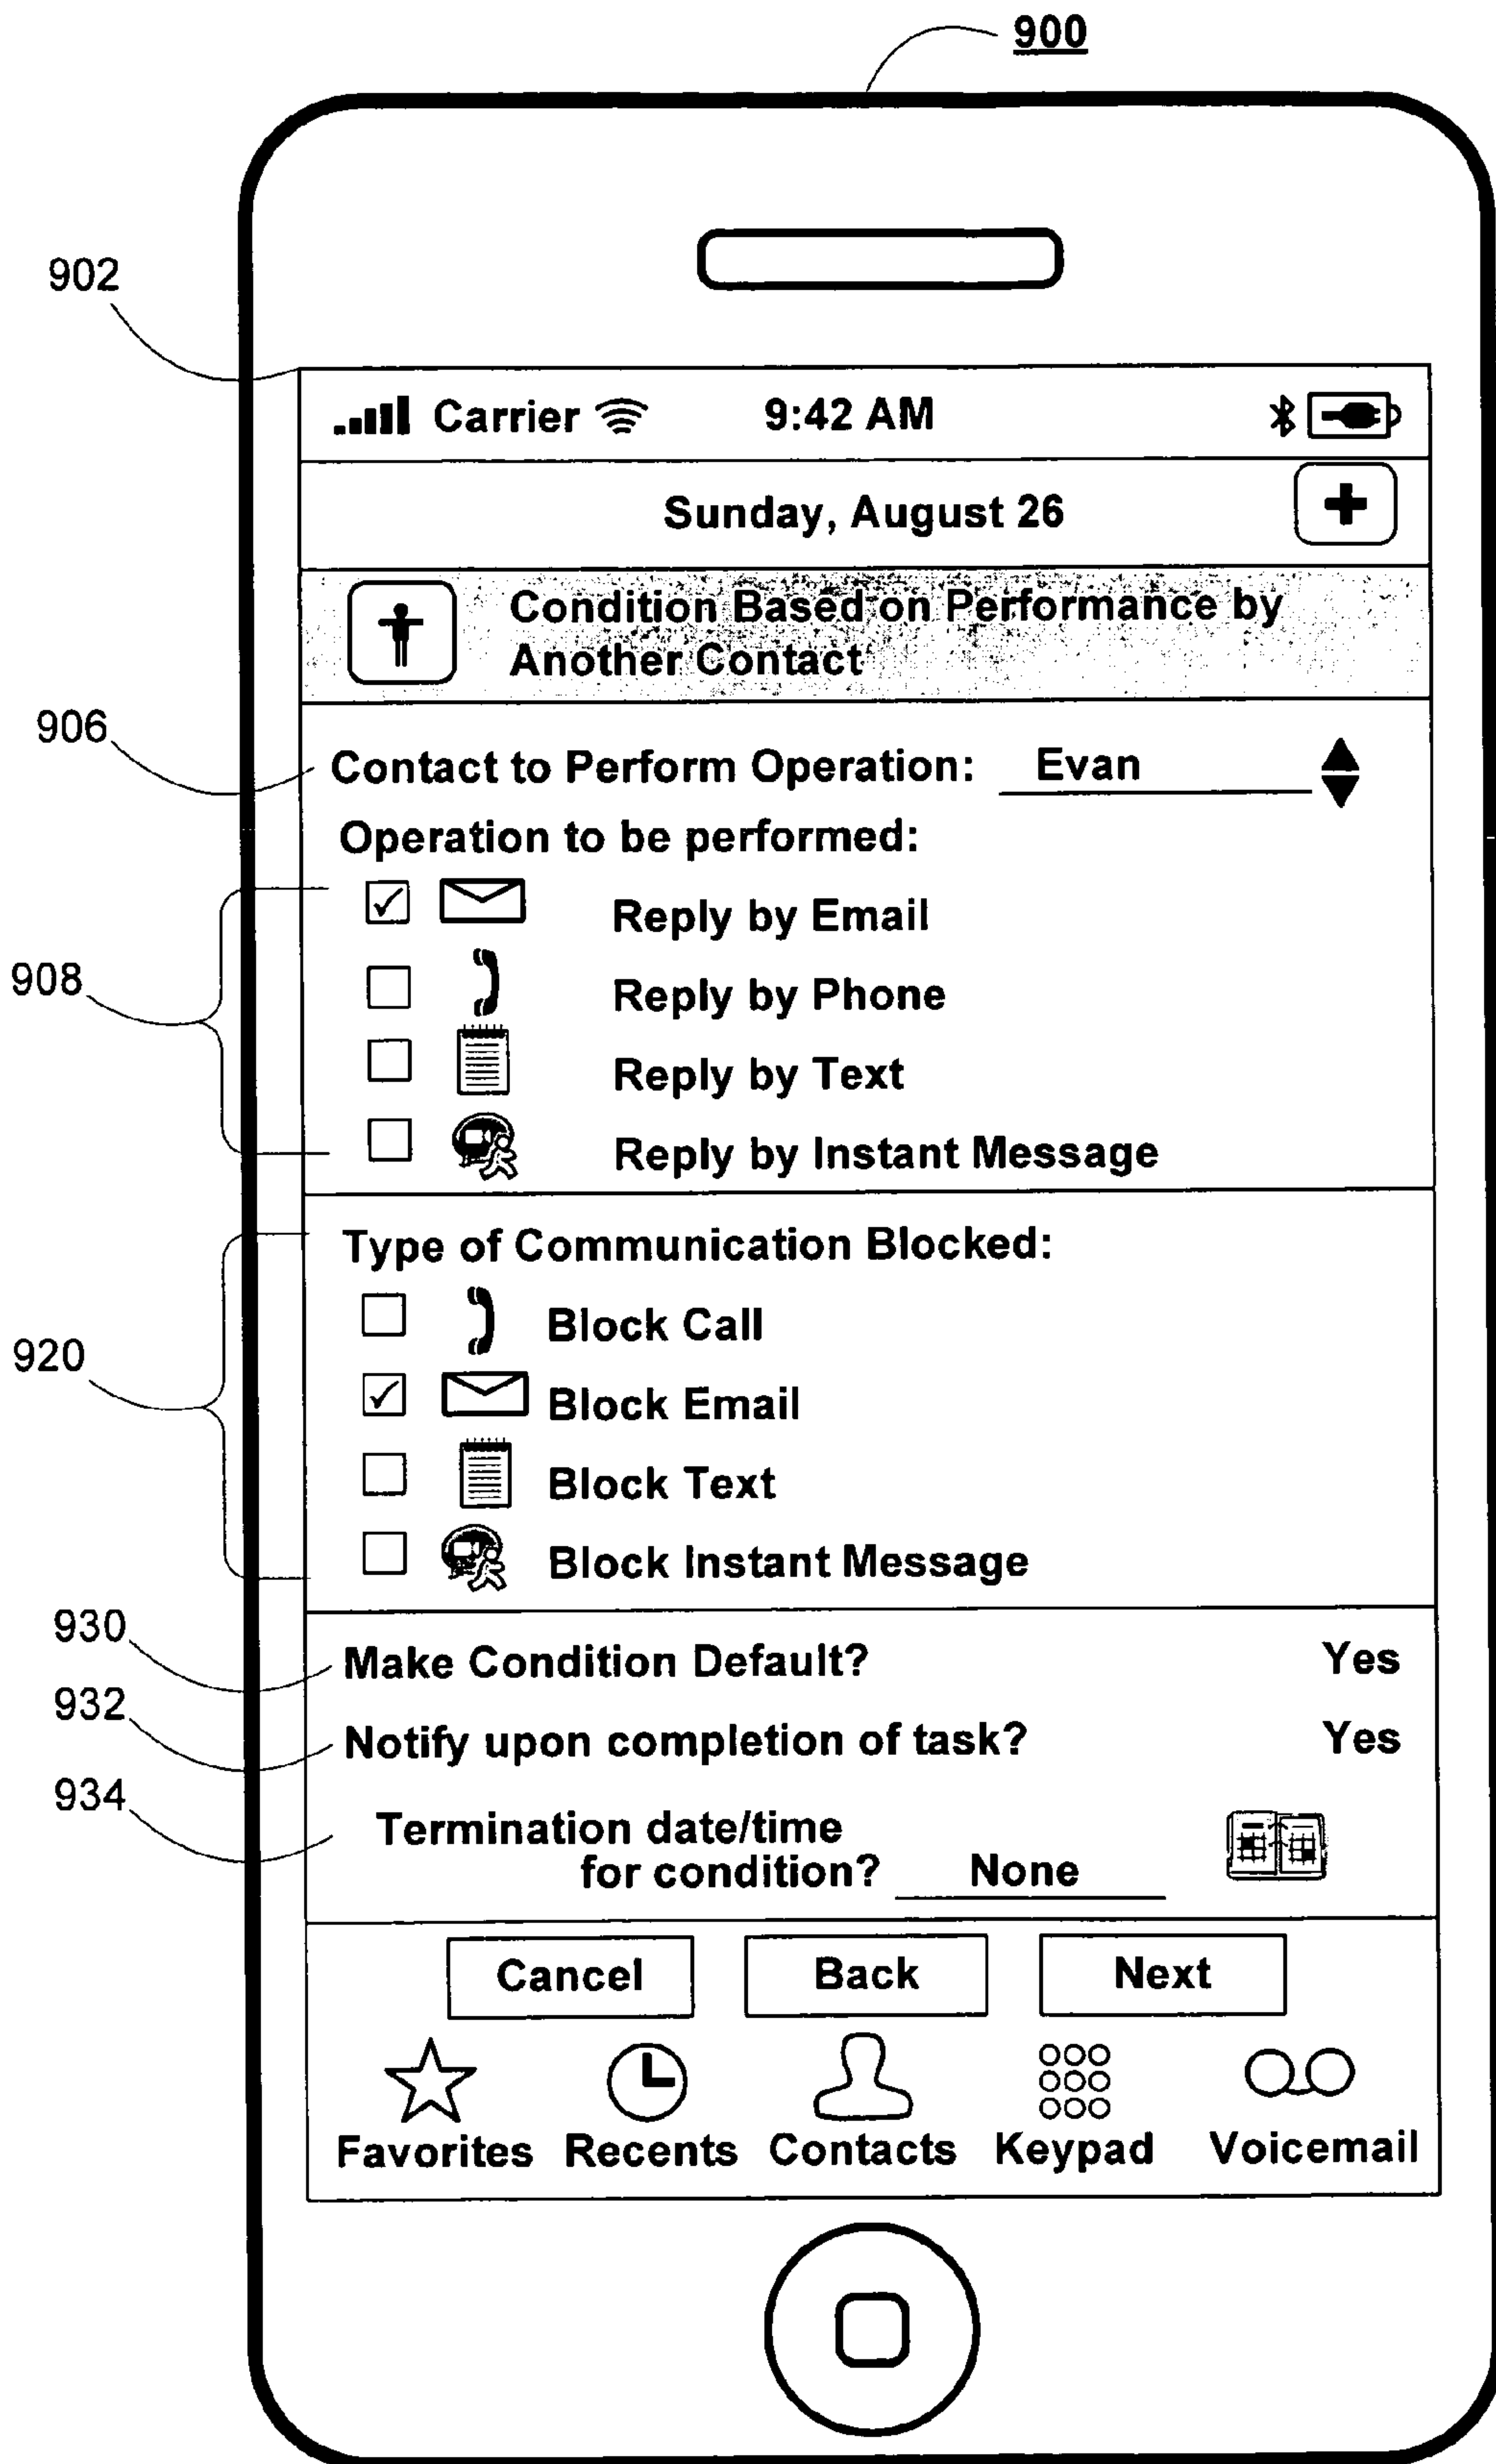 900
902
Carrier 9:42 AM
Sunday, August 26
Condition Based on Performance by
Another Contact
906
Contact to Perform Operation: Evan
Operation to be performed:
Reply by Email
908
Reply by Phone
Reply by Text
Reply by Instant Message
Type of Communication Blocked:
Block Call
920
Block Email
Block Text
Block Instant Message
930
Make Condition Default? Yes
932
Notify upon completion of task? Yes
934
Termination date/time
for condition? None
Cancel Back Next
Favorites Recents Contacts Keypad Voicemail